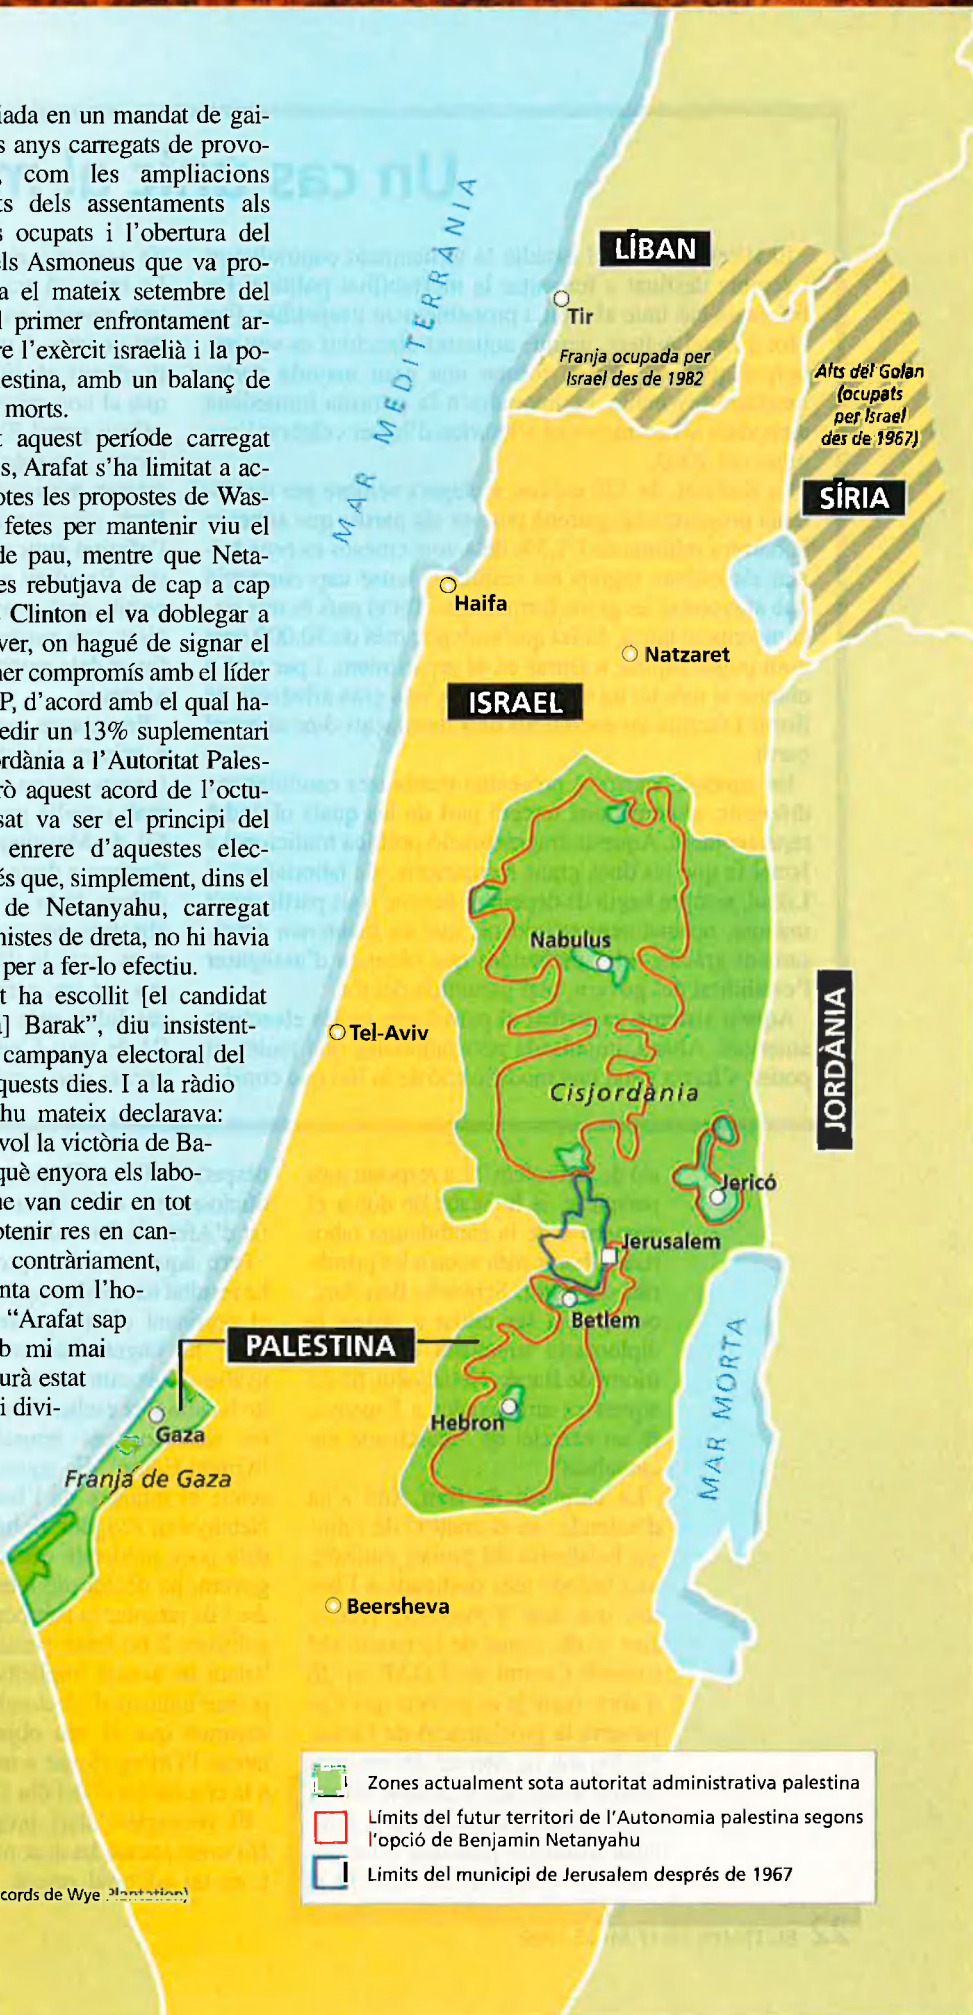 iada en un mandat de gai-
s anys carregats de provo-
, com les ampliacions
ts dels assentaments als
s ocupats i l'obertura del
els Asmoneus que va pro-
a el mateix setembre del
l primer enfrontament ar-
re l'exèrcit israelià i la po-
lestina, amb un balanç de
morts.
t aquest període carregat
s, Arafat s'ha limitat a ac-
otes les propostes de Was-
fetes per mantenir viu el
de pau, mentre que Neta-
es rebutjava de cap a cap
Clinton el va doblegar a
ver, on hagué de signar el
ner compromís amb el líder
P, d'acord amb el qual ha-
edir un 13% suplementari
ordània a l'Autoritat Pales-
rò aquest acord de l'octu-
sat va ser el principi del
enrere d'aquestes elec-
és que, simplement, dins el
de Netanyahu, carregat
nistes de dreta, no hi havia
per a fer-lo efectiu.
t ha escollit [el candidat
a] Barak", diu insistent-
campanya electoral del
quests dies. I a la ràdio
hu mateix declarava:
vol la victòria de Ba-
què enyora els labo-
ne van cedir en tot
btenir res en can-
contràriament,
nta com l'ho-
"Arafat sap
b mi mai
urà estat
i divi-
MAR MEDITERRÀNIA
LÍBAN
Tir
Franja ocupada per
Israel des de 1982
Alts del Golan
(ocupats
per Israel
des de 1967)
SÍRIA
Haifa
Natzaret
ISRAEL
Nabulus
Tel-Aviv
Cisjordània
JORDÀNIA
Jericó
Jerusalem
Betlem
PALESTINA
Hebron
Gaza
Franja de Gaza
MAR MORTA
Beersheva
Zones actualment sota autoritat administrativa palestina
Límits del futur territori de l'Autonomia palestina segons
l'opció de Benjamin Netanyahu
Límits del municipi de Jerusalem després de 1967
cords de Wye Plantation)